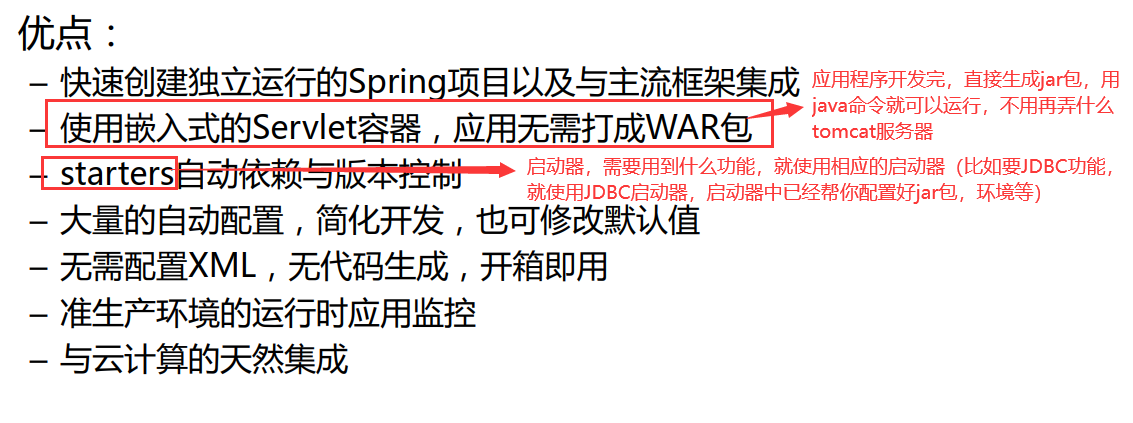 优点：
– 快速创建独立运行的Spring项目以及与主流框架集成
– 使用嵌入式的Servlet容器，应用无需打成WAR包
– starters自动依赖与版本控制
– 大量的自动配置，简化开发，也可修改默认值
– 无需配置XML，无代码生成，开箱即用
– 准生产环境的运行时应用监控
– 与云计算的天然集成
应用程序开发完，直接生成jar包，用
java命令就可以运行，不用再弄什么
tomcat服务器
启动器，需要用到什么功能，就使用相应的启动器（比如要JDBC功能，
就使用JDBC启动器，启动器中已经帮你配置好jar包，环境等）